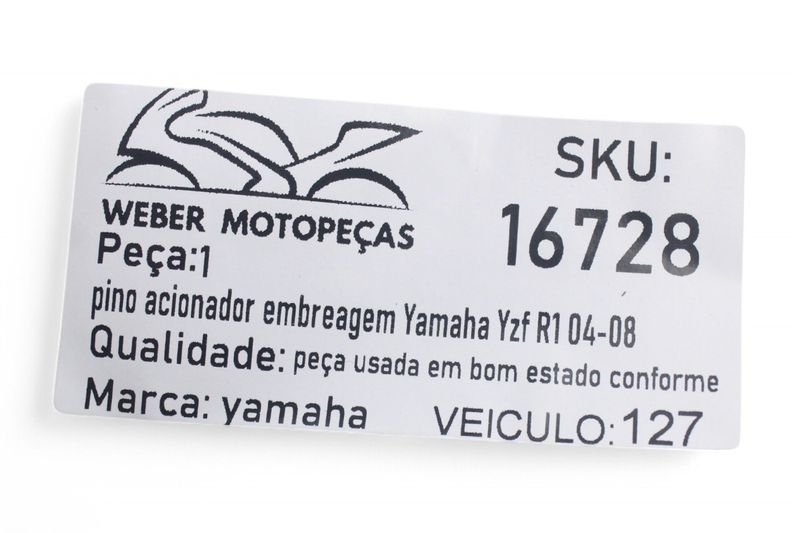 WEBER MOTOPEÇAS
SKU:
16728
Peça:1
pino acionador embreagem Yamaha Yzf R1 04-08
Qualidade: peça usada em bom estado conforme
Marca: yamaha
VEICULO:127